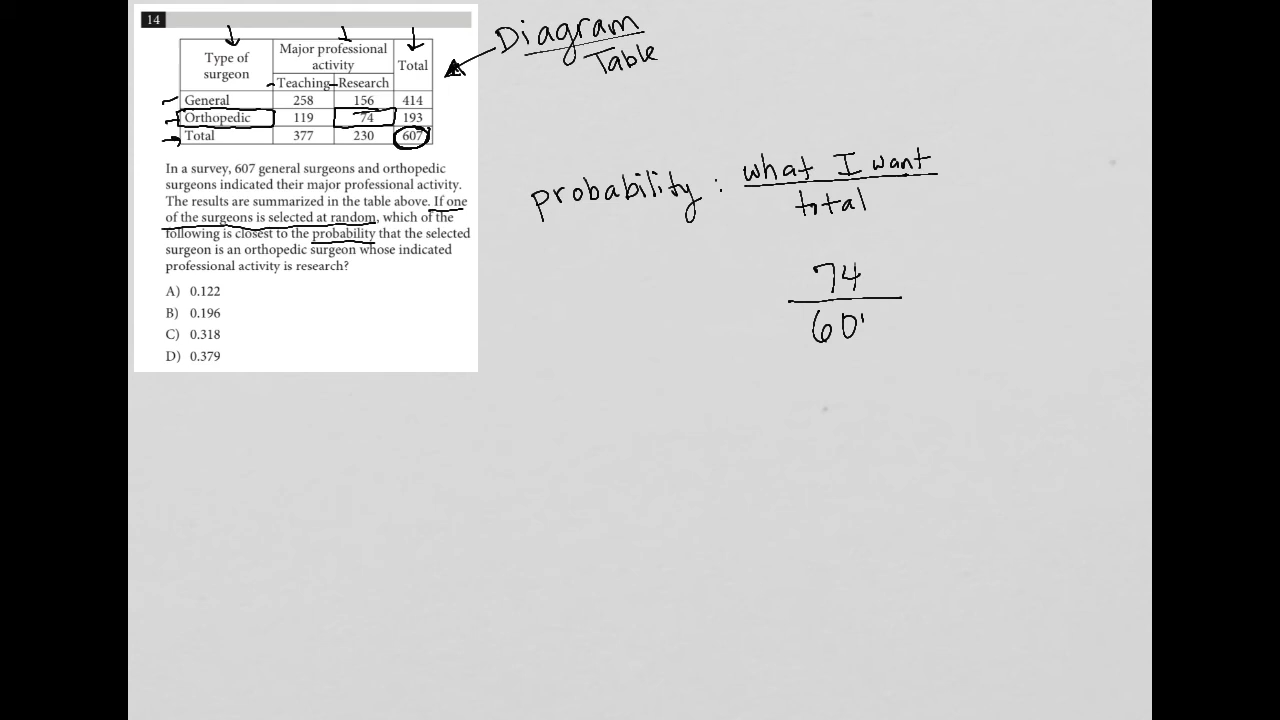 14
Type of surgeon
Major professional activity
Total
Teaching Research
General 258 156 414
Orthopedic 119 74 193
Total 377 230 607
In a survey, 607 general surgeons and orthopedic
surgeons indicated their major professional activity.
The results are summarized in the table above. If one
of the surgeons is selected at random, which of the
following is closest to the probability that the selected
surgeon is an orthopedic surgeon whose indicated
professional activity is research?
A) 0.122
B) 0.196
C) 0.318
D) 0.379
Diagram
Table
probability : what I want
total
74
60'